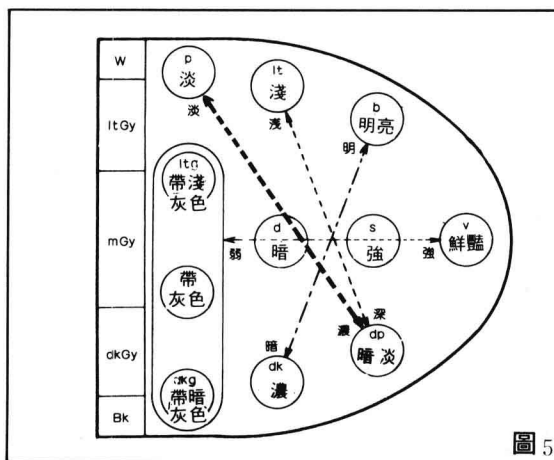 W
ltGy
mGy
dkGy
Bk
p
淡
淡
lt
淺
浅
b
明亮
明
ltg
帶淺
灰色
帶
灰色
dkg
帶暗
灰色
弱
d
暗
s
強
強
v
鮮豔
暗
dk
濃
濃
深
dp
暗淡
圖5